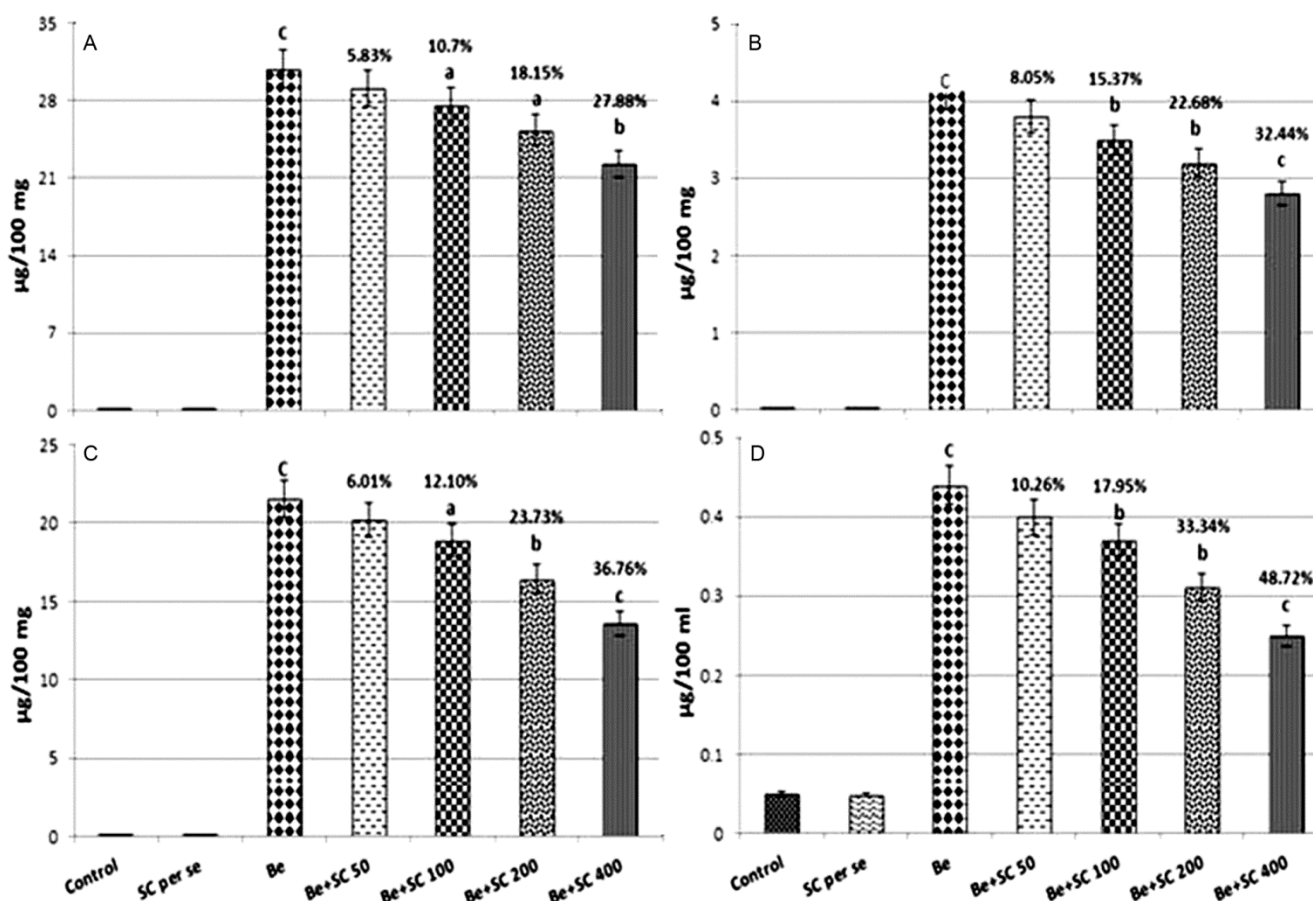 A
35
28
21
14
7
0
µg/100 mg
c
5.83%
10.7%
a
18.15%
a
27.88%
b
B
5
4
3
2
1
0
µg/100 mg
C
8.05%
15.37%
b
22.68%
b
32.44%
c
C
25
20
15
10
5
0
µg/100 mg
C
6.01%
12.10%
a
23.73%
b
36.76%
c
Control
SC per se
Be
Be+SC 50
Be+SC 100
Be+SC 200
Be+SC 400
D
0.5
0.4
0.3
0.2
0.1
0
µg/100 ml
c
10.26%
17.95%
b
33.34%
b
48.72%
c
Control
SC per se
Be
Be+SC 50
Be+SC 100
Be+SC 200
Be+SC 400